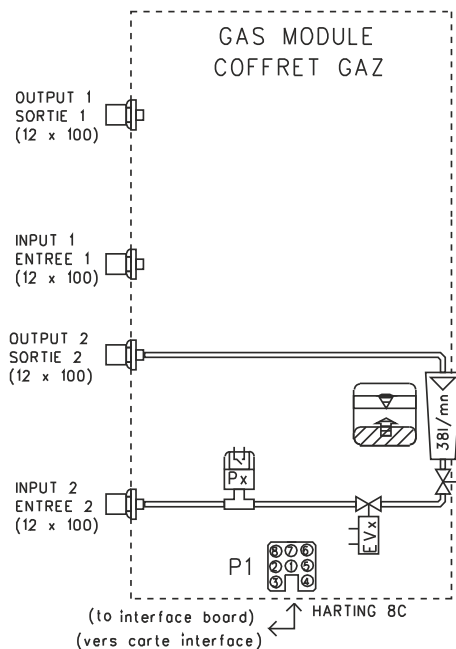 GAS MODULE
COFFRET GAZ
OUTPUT 1
SORTIE 1
(12 x 100)
INPUT 1
ENTREE 1
(12 x 100)
OUTPUT 2
SORTIE 2
(12 x 100)
38l/mn
Px
INPUT 2
ENTREE 2
(12 x 100)
EVx
P1
8 7 6
2 1 5
3 4
HARTING 8C
(to interface board)
(vers carte interface)